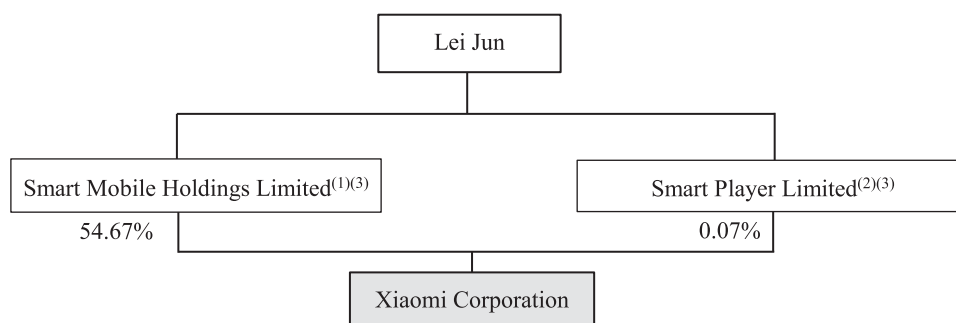 Lei Jun
Smart Mobile Holdings Limited(1)(3)
Smart Player Limited(2)(3)
54.67%
0.07%
Xiaomi Corporation